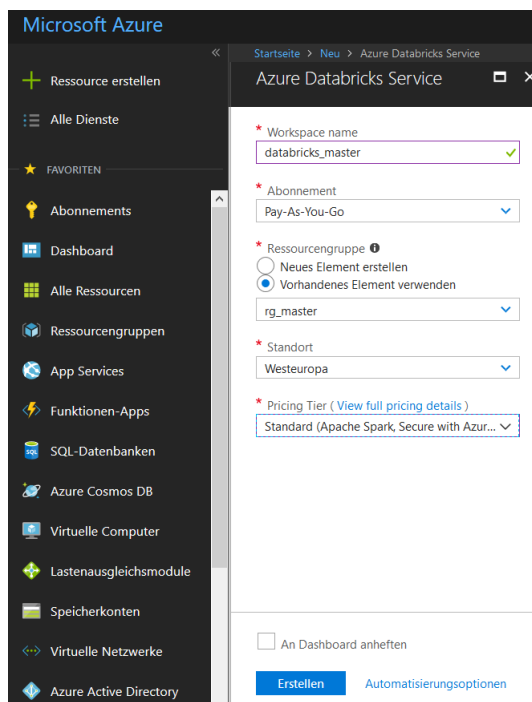 Microsoft Azure
Ressource erstellen
Alle Dienste
FAVORITEN
Abonnements
Dashboard
Alle Ressourcen
Ressourcengruppen
App Services
Funktionen-Apps
SQL-Datenbanken
Azure Cosmos DB
Virtuelle Computer
Lastenausgleichsmodule
Speicherkonten
Virtuelle Netzwerke
Azure Active Directory
Startseite > Neu > Azure Databricks Service
Azure Databricks Service
* Workspace name
databricks_master
* Abonnement
Pay-As-You-Go
* Ressourcengruppe
Neues Element erstellen
Vorhandenes Element verwenden
rg_master
* Standort
Westeuropa
* Pricing Tier ( View full pricing details )
Standard (Apache Spark, Secure with Azur...
An Dashboard anheften
Erstellen
Automatisierungsoptionen